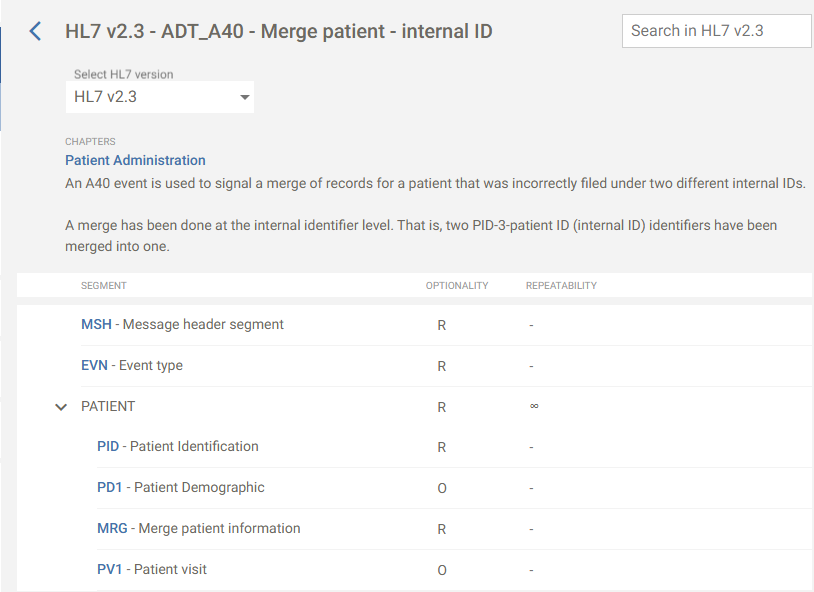 HL7 v2.3 - ADT_A40 - Merge patient - internal ID
Search in HL7 v2.3
Select HL7 version
HL7 v2.3
CHAPTERS
Patient Administration
An A40 event is used to signal a merge of records for a patient that was incorrectly filed under two different internal IDs.
A merge has been done at the internal identifier level. That is, two PID-3-patient ID (internal ID) identifiers have been
merged into one.
SEGMENT OPTIONALITY REPEATABILITY
MSH - Message header segment R -
EVN - Event type R -
PATIENT R ∞
PID - Patient Identification R -
PD1 - Patient Demographic O -
MRG - Merge patient information R -
PV1 - Patient visit O -